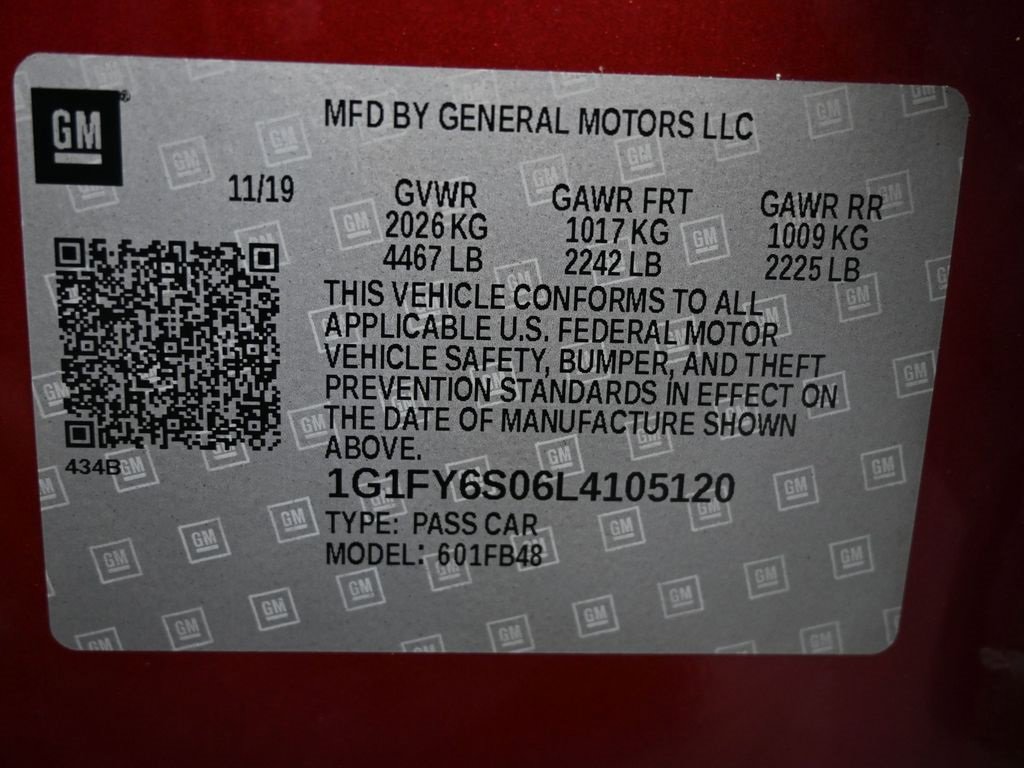 GM
MFD BY GENERAL MOTORS LLC
11/19
GVWR GAWR FRT GAWR RR
2026 KG 1017 KG 1009 KG
4467 LB 2242 LB 2225 LB
THIS VEHICLE CONFORMS TO ALL
APPLICABLE U.S. FEDERAL MOTOR
VEHICLE SAFETY, BUMPER, AND THEFT
PREVENTION STANDARDS IN EFFECT ON
THE DATE OF MANUFACTURE SHOWN
ABOVE.
434B
1G1FY6S06L4105120
TYPE: PASS CAR
MODEL: 601FB48